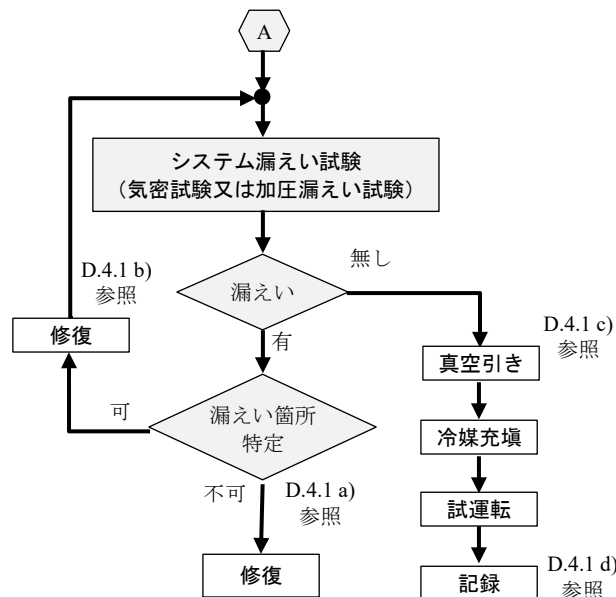 A
システム漏えい試験
（気密試験又は加圧漏えい試験）
無し
D.4.1 b)
参照
漏えい
D.4.1 c)
参照
修復
有
真空引き
可
漏えい箇所
特定
冷媒充塡
不可
D.4.1 a)
参照
試運転
修復
D.4.1 d)
参照
記録